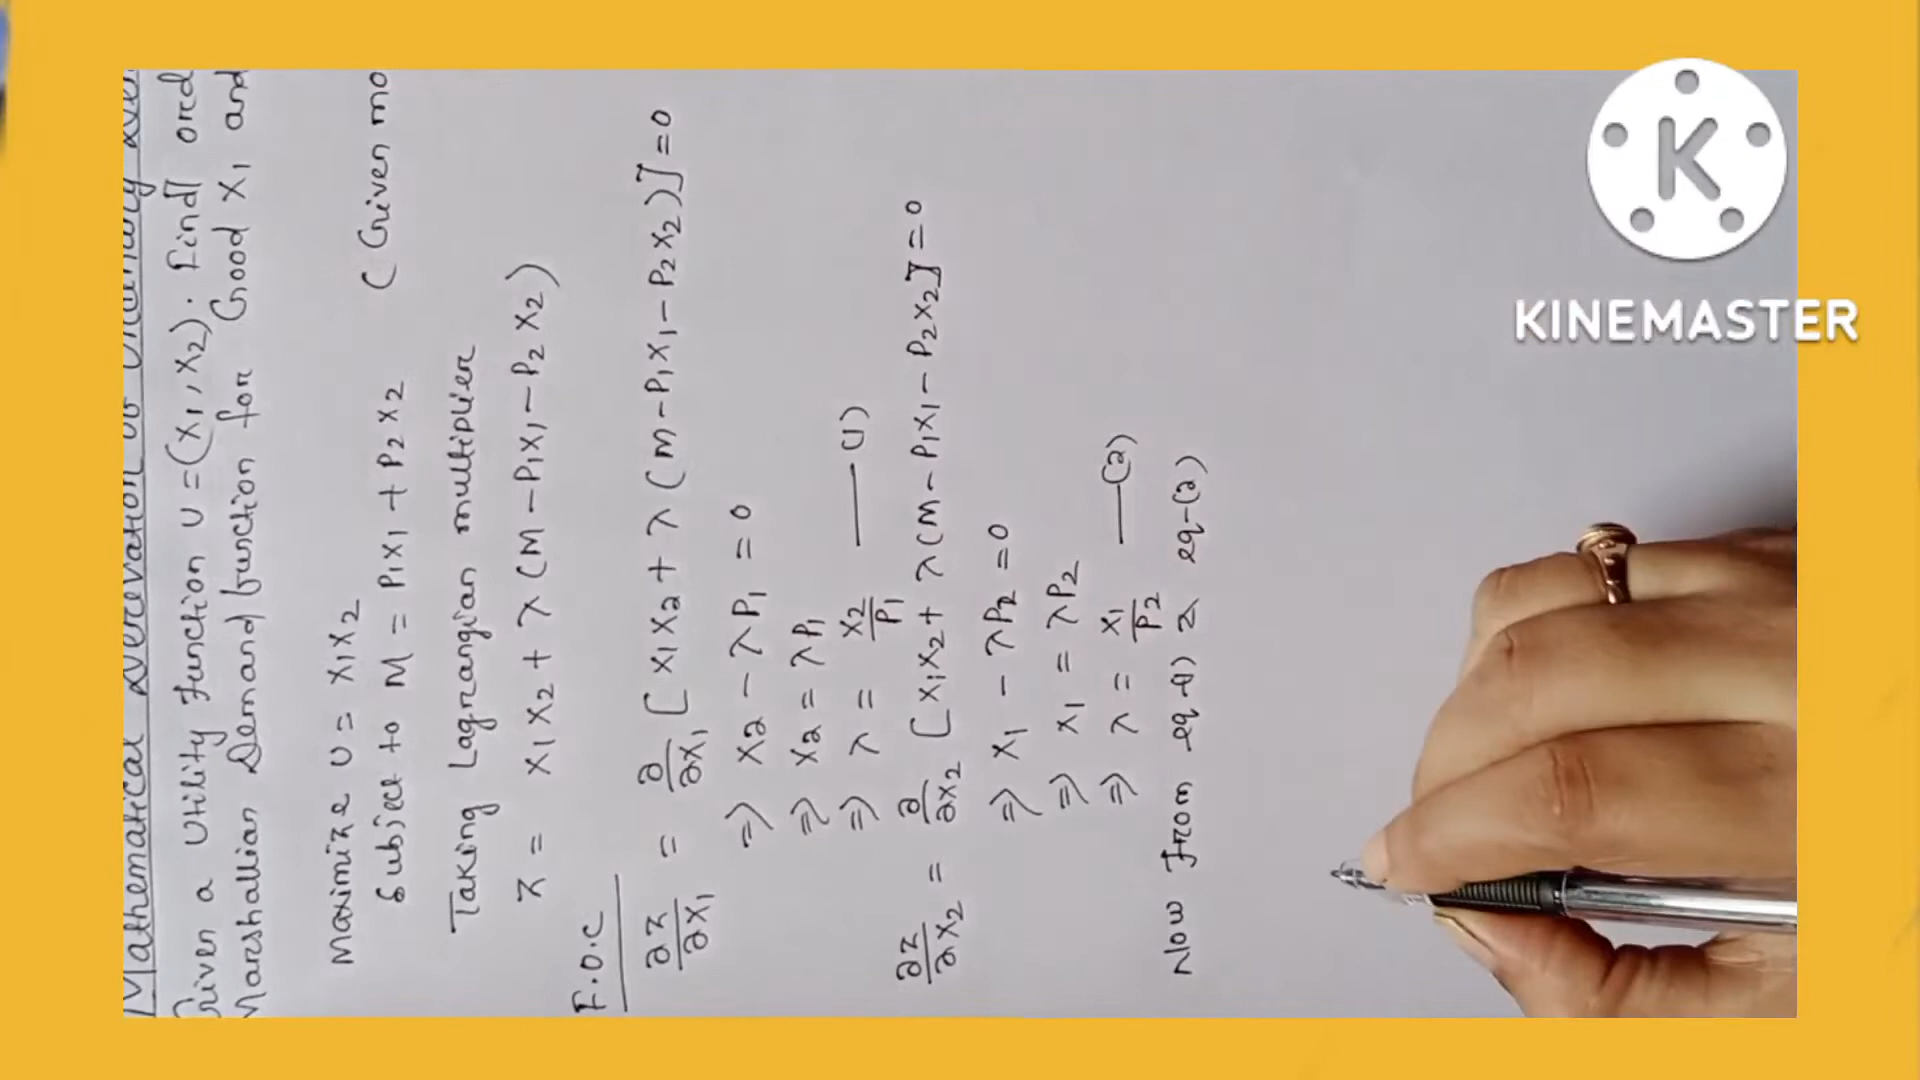 Mathematical Derivation of Ordinary De
Given a Utility Function U = (x₁, x₂). Find ord
Marshallian Demand function for Good x₁ and
Maximize U = x₁x₂
Subject to M = P₁x₁ + P₂x₂ (Given mo
Taking Lagrangian multiplier
Z = x₁x₂ + λ(M - P₁x₁ - P₂x₂)
F.O.C
∂Z/∂x₁ = ∂/∂x₁ [x₁x₂ + λ(M - P₁x₁ - P₂x₂)] = 0
⇒ x₂ - λP₁ = 0
⇒ x₂ = λP₁
⇒ λ = x₂/P₁ —(1)
∂Z/∂x₂ = ∂/∂x₂ [x₁x₂ + λ(M - P₁x₁ - P₂x₂] = 0
⇒ x₁ - λP₂ = 0
⇒ x₁ = λP₂
⇒ λ = x₁/P₂ —(2)
Now From eq-(1) & eq-(2)
KINEMASTER